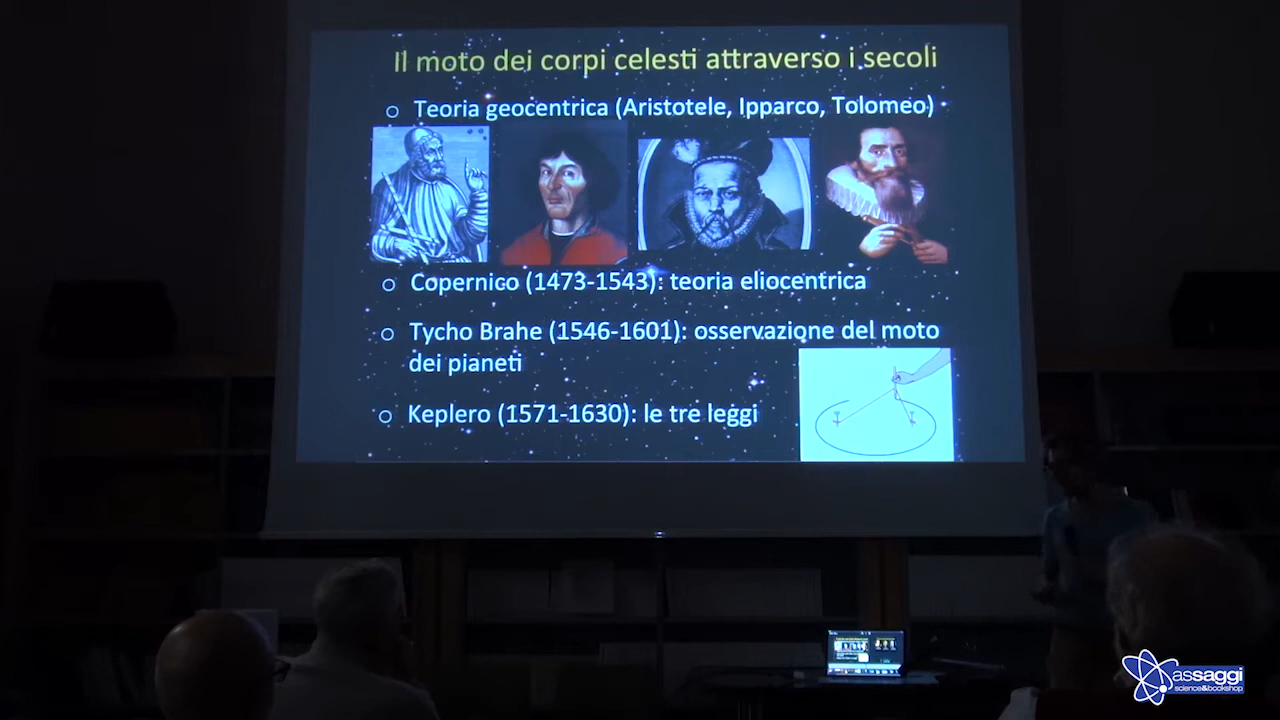 Il moto dei corpi celesti attraverso i secoli
o Teoria geocentrica (Aristotele, Ipparco, Tolomeo)
o Copernico (1473-1543): teoria eliocentrica
o Tycho Brahe (1546-1601): osservazione del moto
dei pianeti
o Keplero (1571-1630): le tre leggi
assaggi
science&bookshop